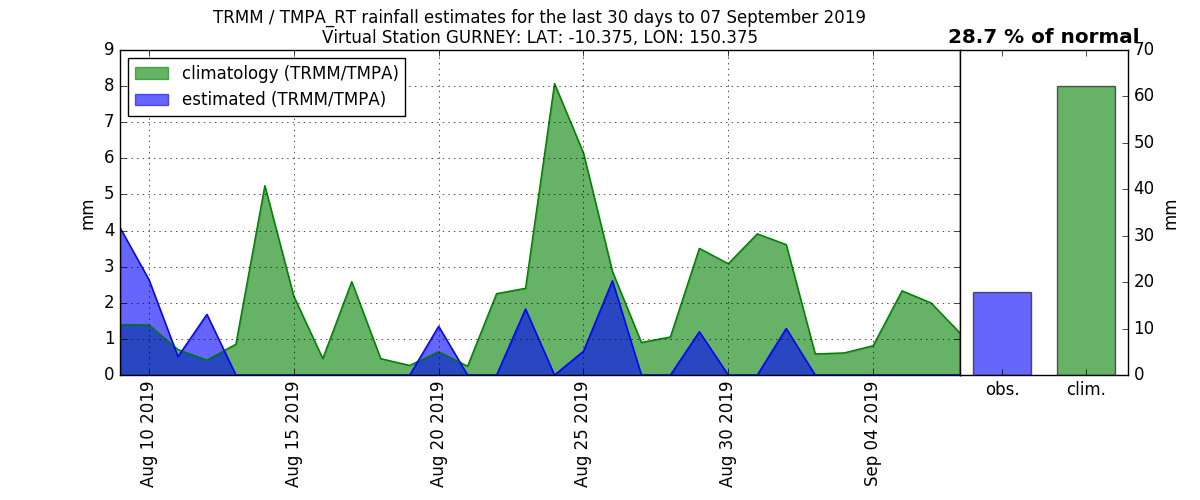 TRMM / TMPA_RT rainfall estimates for the last 30 days to 07 September 2019
Virtual Station GURNEY: LAT: -10.375, LON: 150.375
28.7 % of normal
climatology (TRMM/TMPA)
estimated (TRMM/TMPA)
9
8
7
6
5
4
3
2
1
0
mm
Aug 10 2019
Aug 15 2019
Aug 20 2019
Aug 25 2019
Aug 30 2019
Sep 04 2019
70
60
50
40
30
20
10
0
mm
obs.
clim.